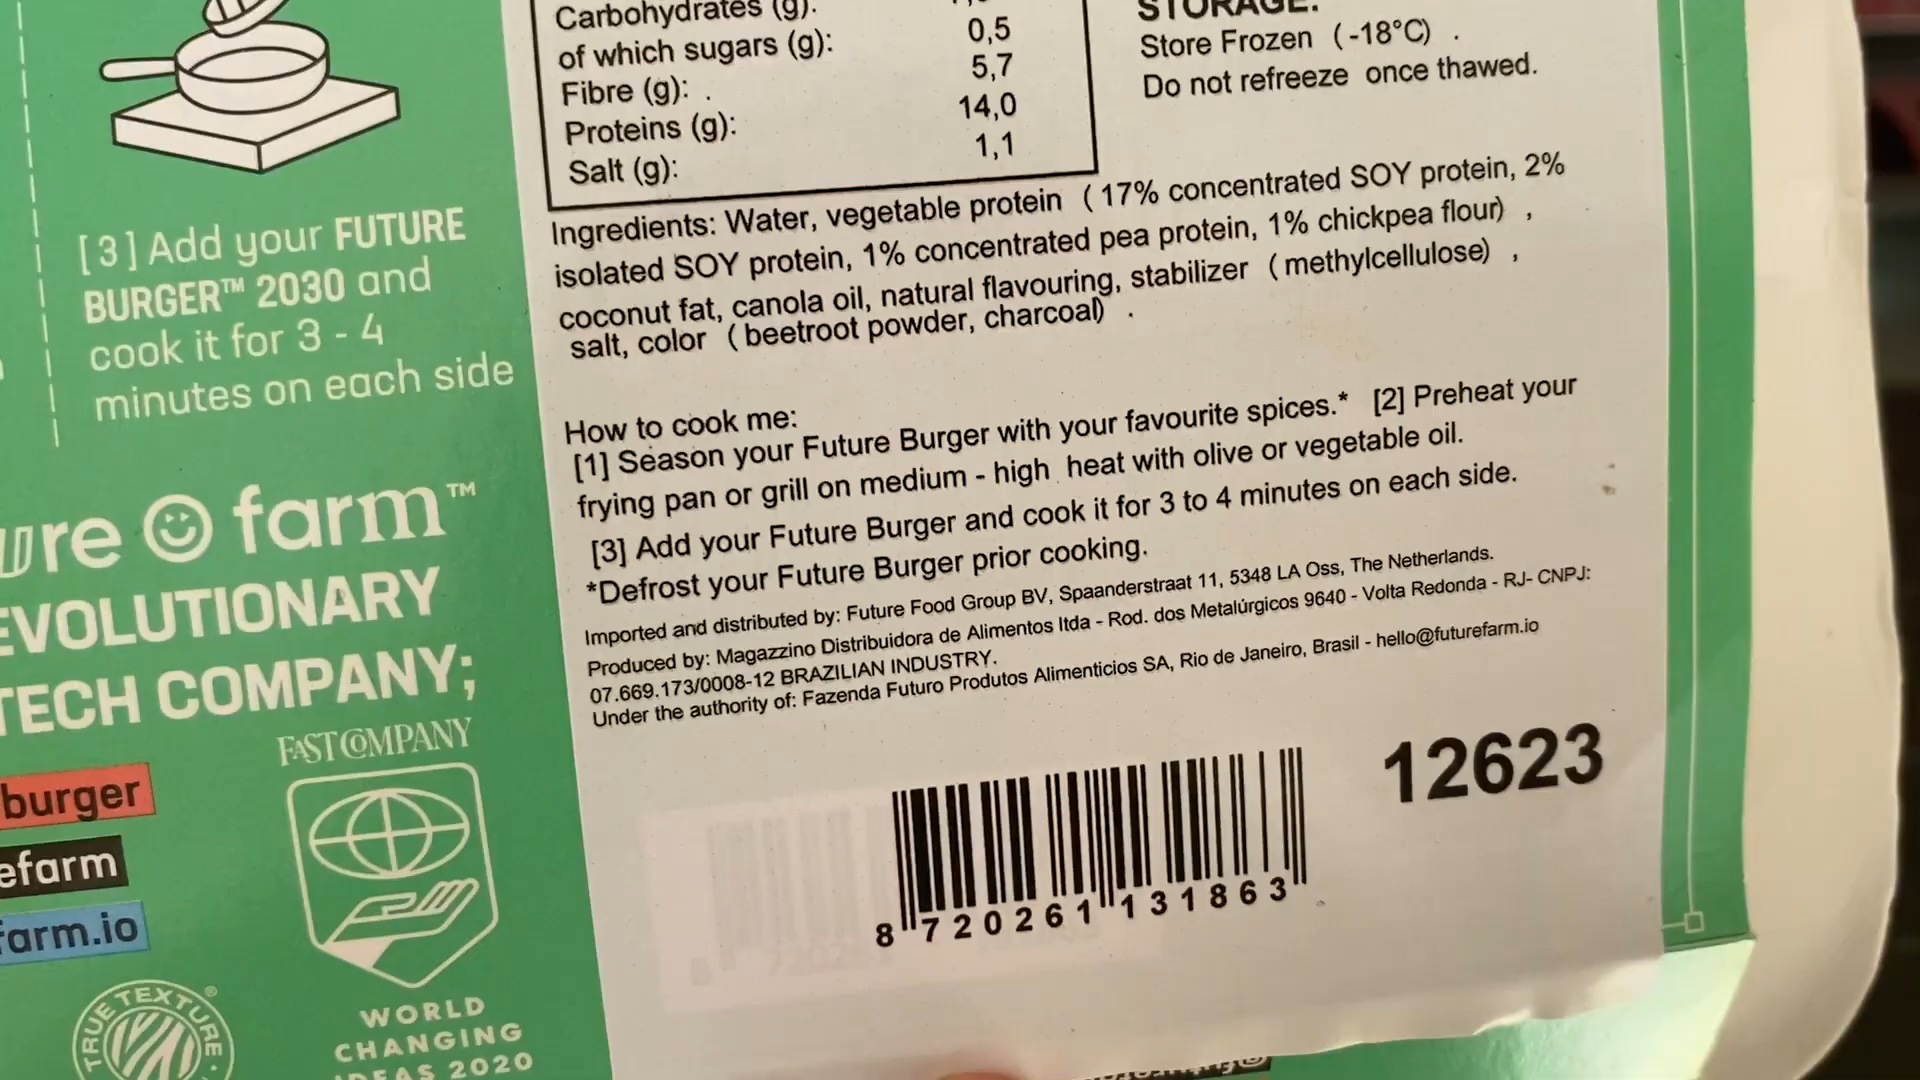 [3] Add your FUTURE
BURGER™ 2030 and
cook it for 3 - 4
minutes on each side
ure farm™
EVOLUTIONARY
TECH COMPANY;
burger
efarm
farm.io
FAST COMPANY
WORLD
CHANGING
IDEAS 2020
TRUE TEXTURE ®
Carbohydrates (g):
of which sugars (g): 0,5
Fibre (g): . 5,7
Proteins (g): 14,0
Salt (g): 1,1
STORAGE:
Store Frozen (-18°C) .
Do not refreeze once thawed.
Ingredients: Water, vegetable protein ( 17% concentrated SOY protein, 2%
isolated SOY protein, 1% concentrated pea protein, 1% chickpea flour) ,
coconut fat, canola oil, natural flavouring, stabilizer ( methylcellulose) ,
salt, color ( beetroot powder, charcoal) .
How to cook me:
[1] Season your Future Burger with your favourite spices.* [2] Preheat your
frying pan or grill on medium - high heat with olive or vegetable oil.
[3] Add your Future Burger and cook it for 3 to 4 minutes on each side.
*Defrost your Future Burger prior cooking.
Imported and distributed by: Future Food Group BV, Spaanderstraat 11, 5348 LA Oss, The Netherlands.
Produced by: Magazzino Distribuidora de Alimentos ltda - Rod. dos Metalúrgicos 9640 - Volta Redonda - RJ- CNPJ:
07.669.173/0008-12 BRAZILIAN INDUSTRY.
Under the authority of: Fazenda Futuro Produtos Alimenticios SA, Rio de Janeiro, Brasil - hello@futurefarm.io
12623
8 720261 131863